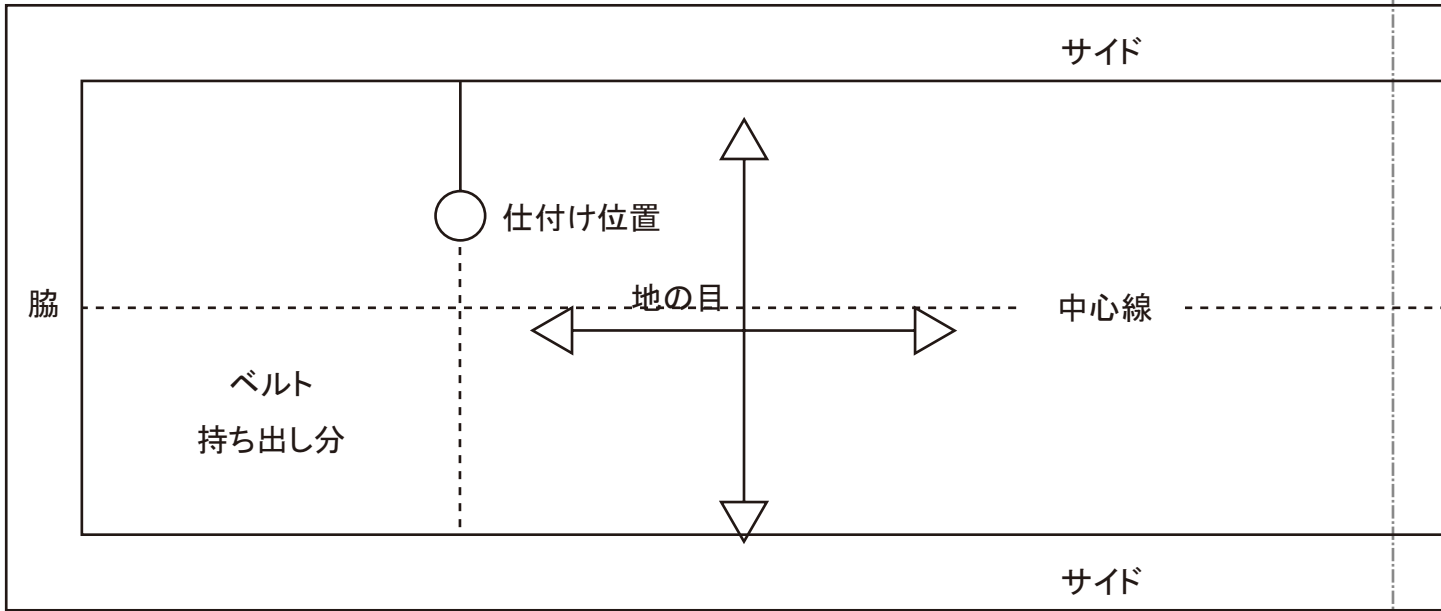 サイド
仕付け位置
地の目
脇
中心線
ベルト
持ち出し分
サイド